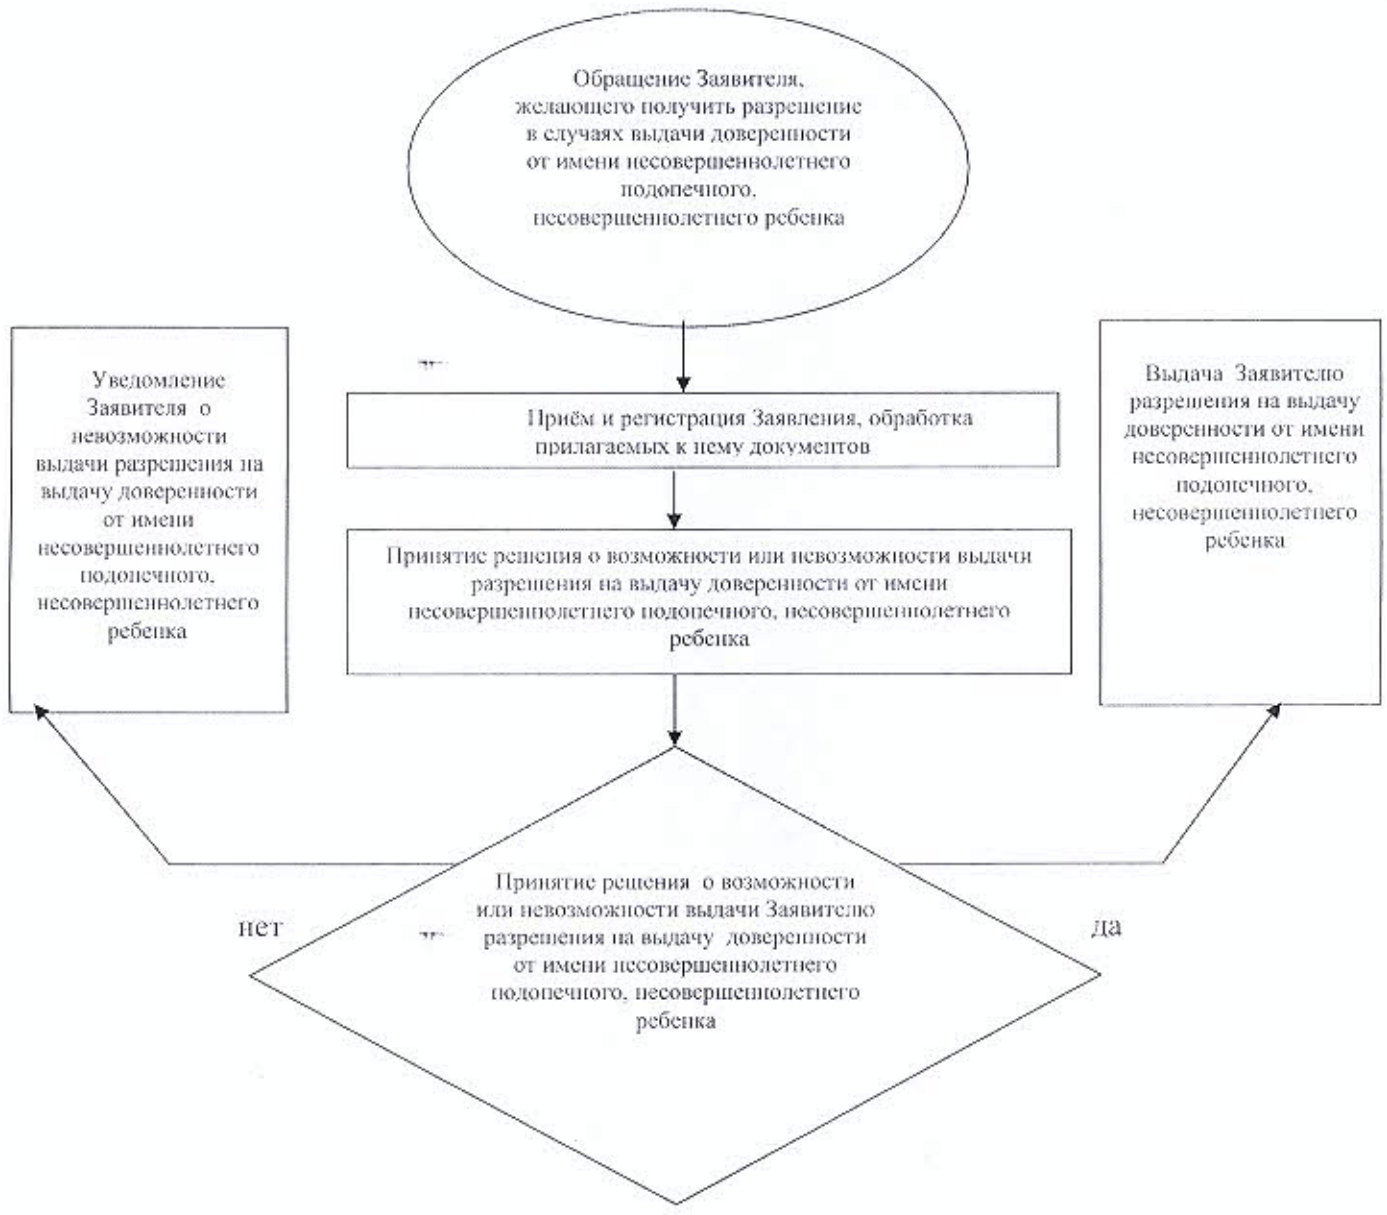 Обращение Заявителя,
желающего получить разрешение
в случаях выдачи доверенности
от имени несовершеннолетнего
подопечного,
несовершеннолетнего ребенка
Приём и регистрация Заявления, обработка
прилагаемых к нему документов
Принятие решения о возможности или невозможности выдачи
разрешения на выдачу доверенности от имени
несовершеннолетнего подопечного, несовершеннолетнего
ребенка
Уведомление
Заявителя о
невозможности
выдачи разрешения на
выдачу доверенности
от имени
несовершеннолетнего
подопечного,
несовершеннолетнего
ребенка
Выдача Заявителю
разрешения на выдачу
доверенности от имени
несовершеннолетнего
подопечного,
несовершеннолетнего
ребенка
Принятие решения о возможности
или невозможности выдачи Заявителю
разрешения на выдачу доверенности
от имени несовершеннолетнего
подопечного, несовершеннолетнего
ребенка
нет
да